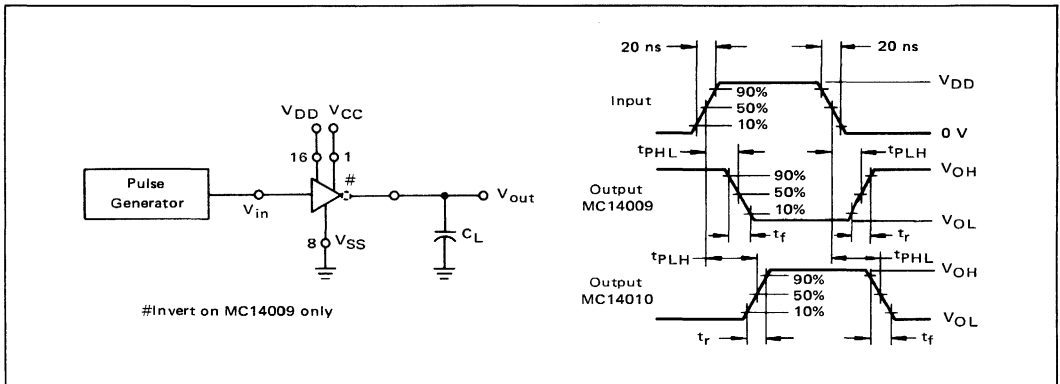 V_DD V_CC
16 1
#
Pulse
Generator
V_in
V_out
8 V_SS
C_L
#Invert on MC14009 only
20 ns 20 ns
Input
90%
50%
10%
V_DD
0 V
t_PHL t_PLH
Output
MC14009
90%
50%
10%
V_OH
V_OL
t_f t_r
t_PLH t_PHL
Output
MC14010
90%
50%
10%
V_OH
V_OL
t_r t_f